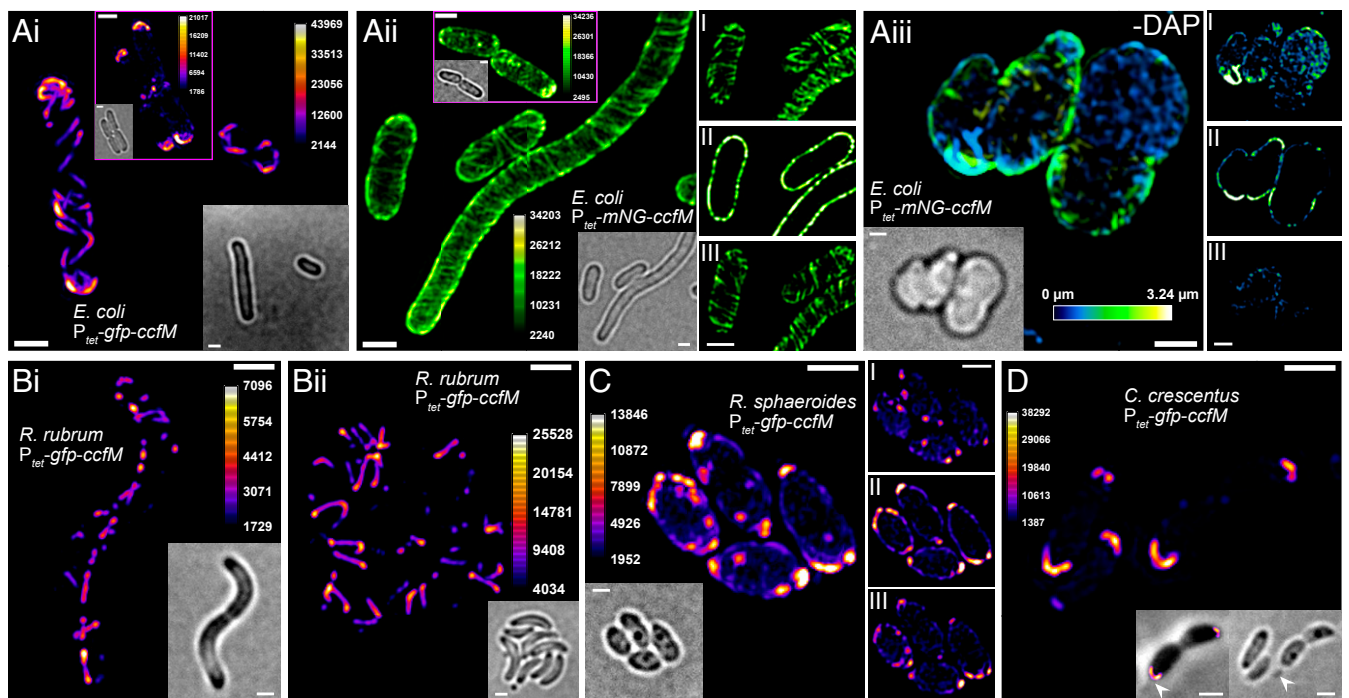 Ai
21017
16209
11402
6594
1786
43969
33513
23056
12600
2144
E. coli
Ptet-gfp-ccfM
Aii
34236
26301
18366
10430
2495
E. coli
Ptet-mNG-ccfM
34203
26212
18222
10231
2240
I
II
III
Aiii
-DAP
E. coli
Ptet-mNG-ccfM
0 µm
3.24 µm
I
II
III
Bi
R. rubrum
Ptet-gfp-ccfM
7096
5754
4412
3071
1729
Bii
R. rubrum
Ptet-gfp-ccfM
25528
20154
14781
9408
4034
C
R. sphaeroides
Ptet-gfp-ccfM
13846
10872
7899
4926
1952
I
II
III
D
C. crescentus
Ptet-gfp-ccfM
38292
29066
19840
10613
1387